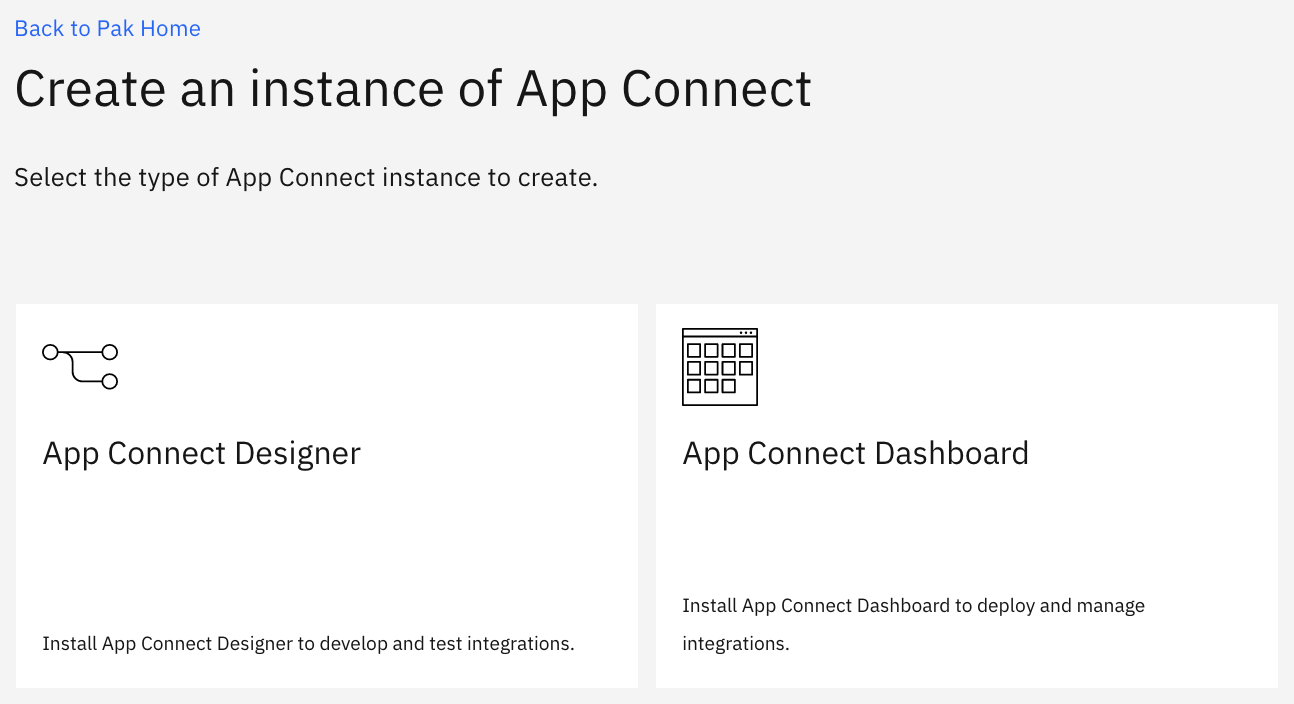 Back to Pak Home
Create an instance of App Connect
Select the type of App Connect instance to create.
App Connect Designer
Install App Connect Designer to develop and test integrations.
App Connect Dashboard
Install App Connect Dashboard to deploy and manage
integrations.